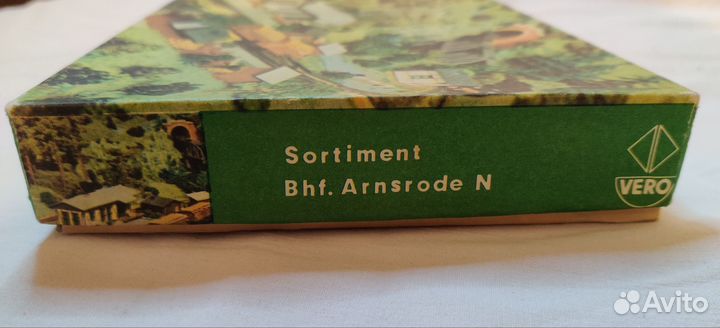 Sortiment
Bhf. Arnsrode N
VERO
Avito